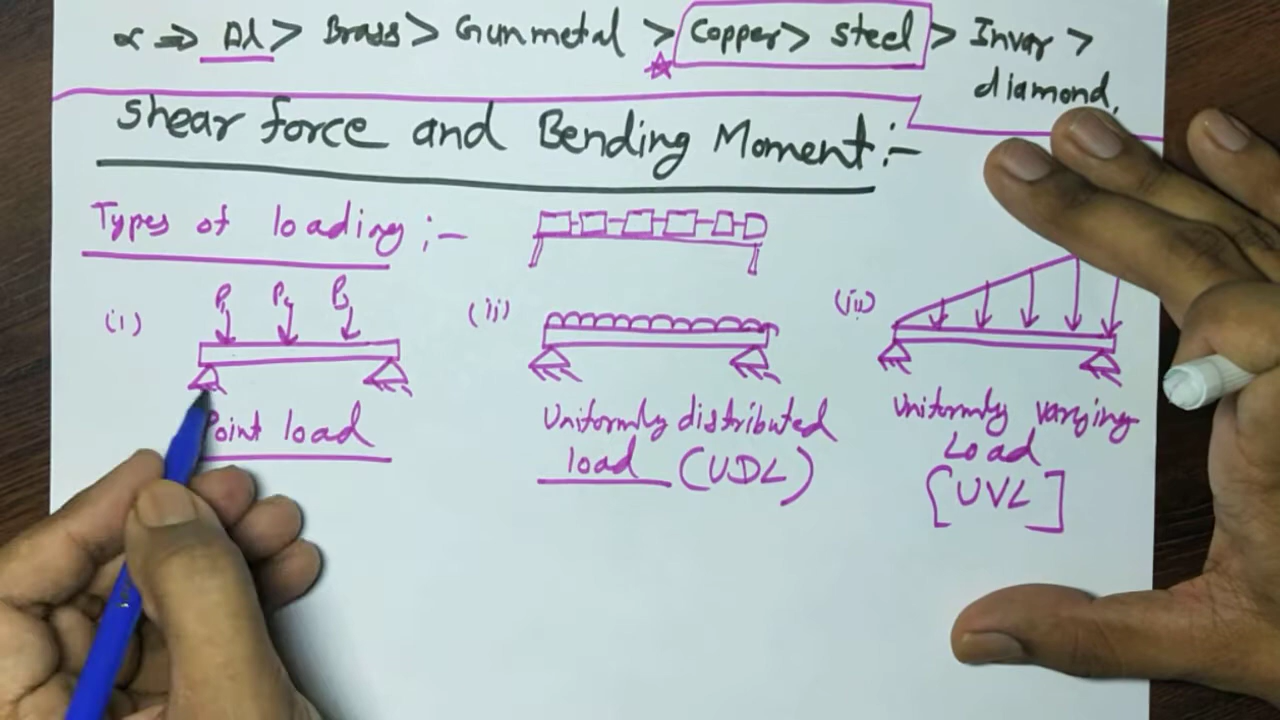 ∝ ⇒ Al > Brass > Gunmetal > Copper > Steel > Invar >
diamond.
Shear force and Bending Moment :-
Types of loading :-
(i) P1 P2 P3
Point load
(ii)
Uniformly distributed
load (UDL)
(iii)
Uniformly varying
Load
[UVL]